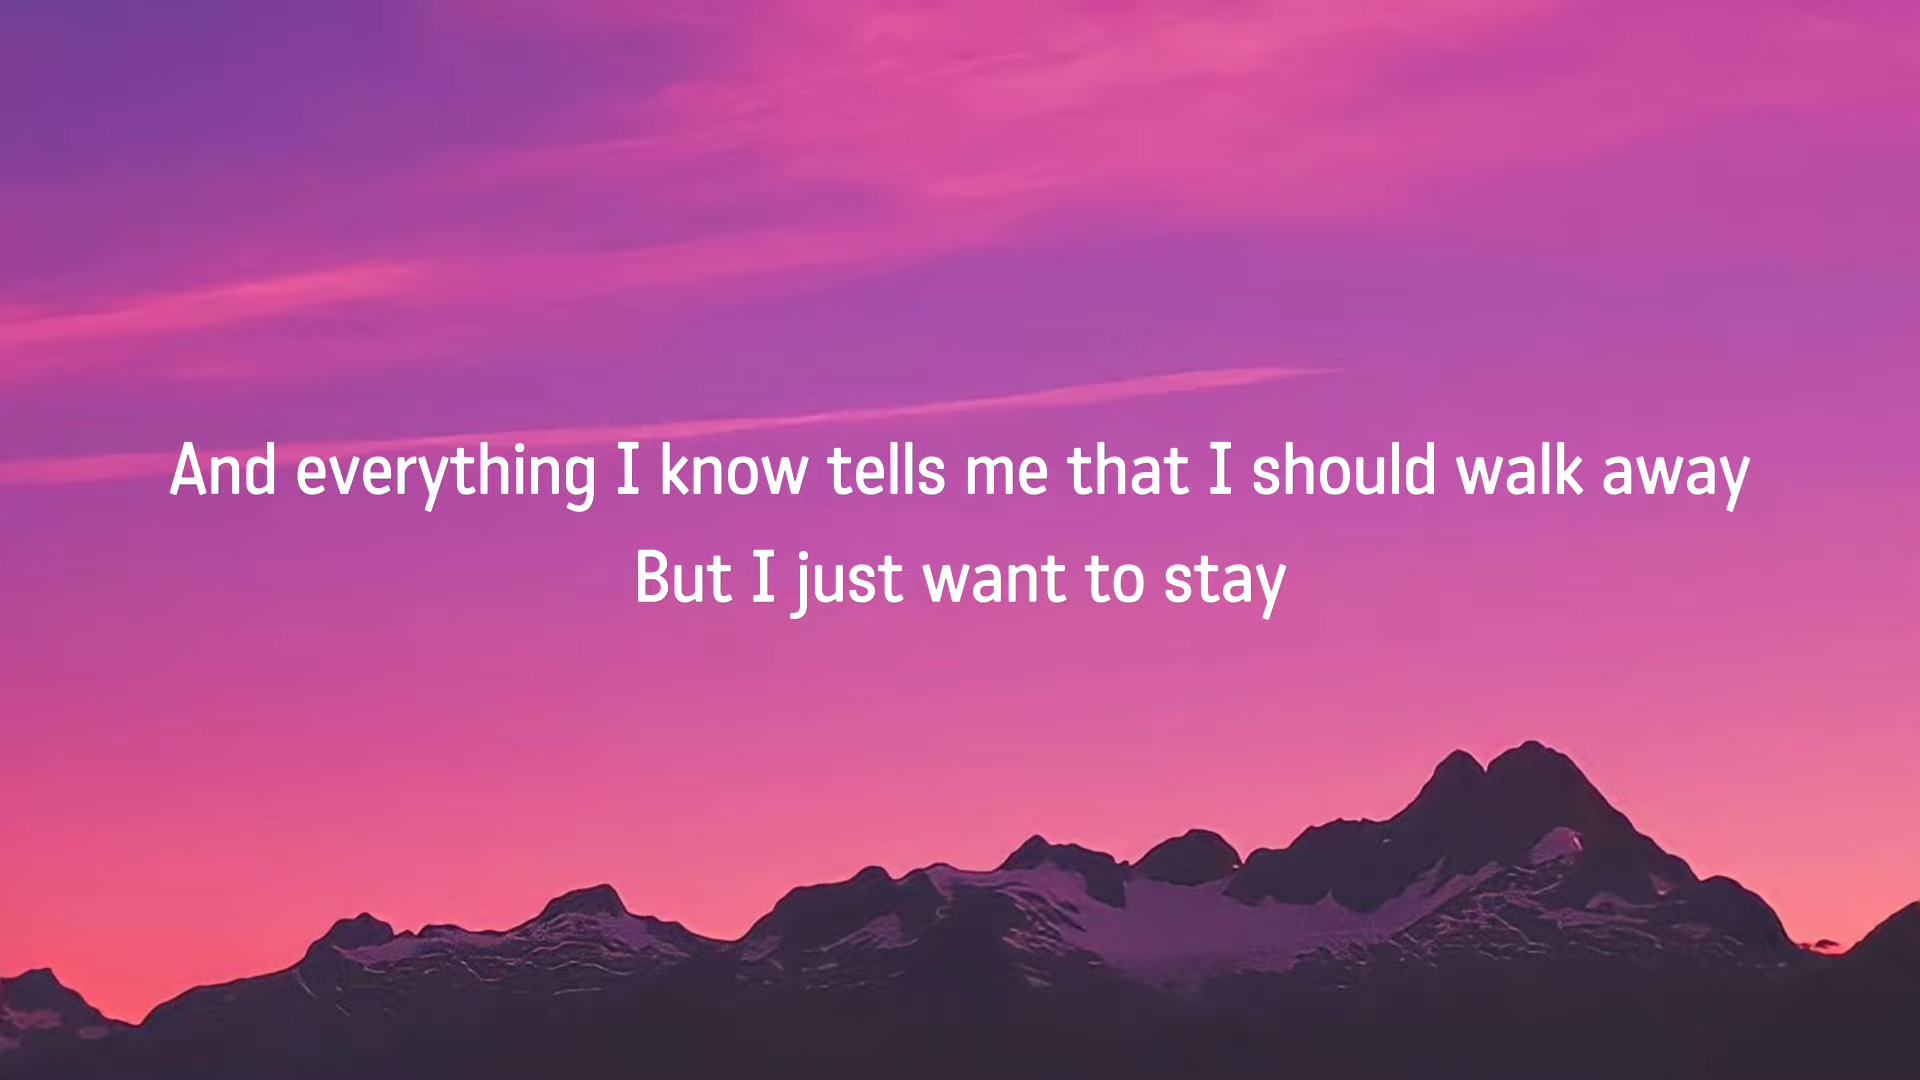 And everything I know tells me that I should walk away
But I just want to stay